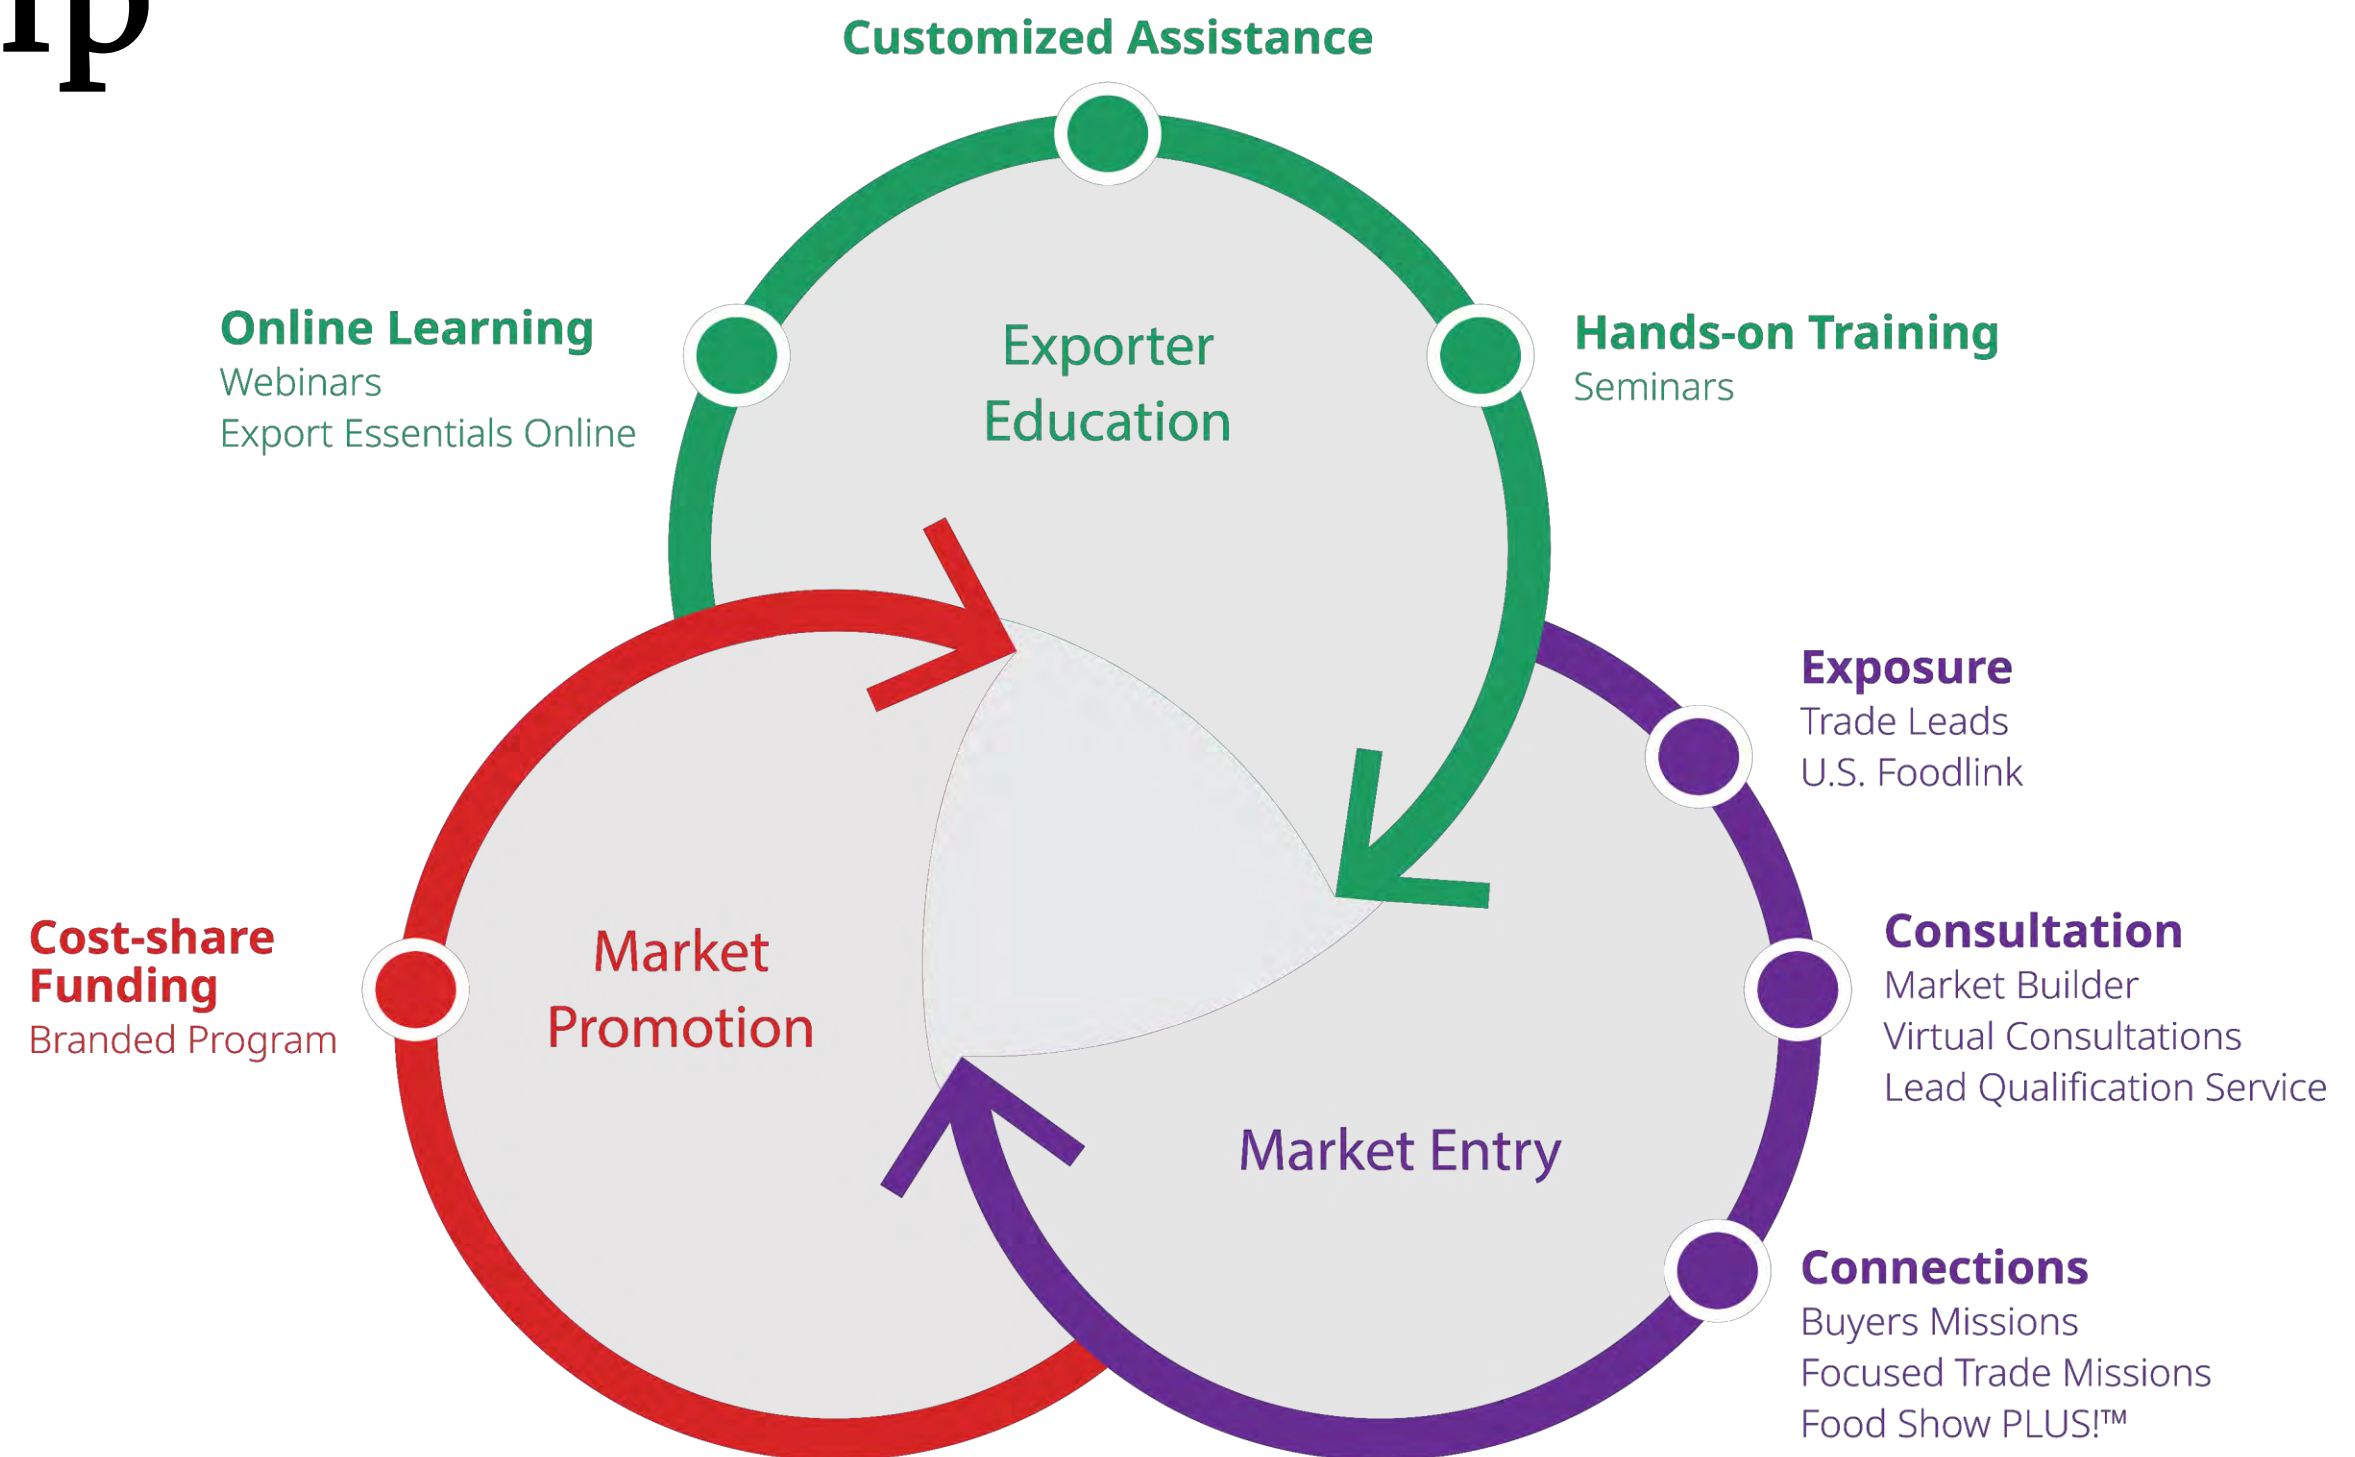 Customized Assistance
Online Learning
Webinars
Export Essentials Online
Exporter
Education
Hands-on Training
Seminars
Exposure
Trade Leads
U.S. Foodlink
Cost-share
Funding
Branded Program
Market
Promotion
Consultation
Market Builder
Virtual Consultations
Lead Qualification Service
Market Entry
Connections
Buyers Missions
Focused Trade Missions
Food Show PLUS!™